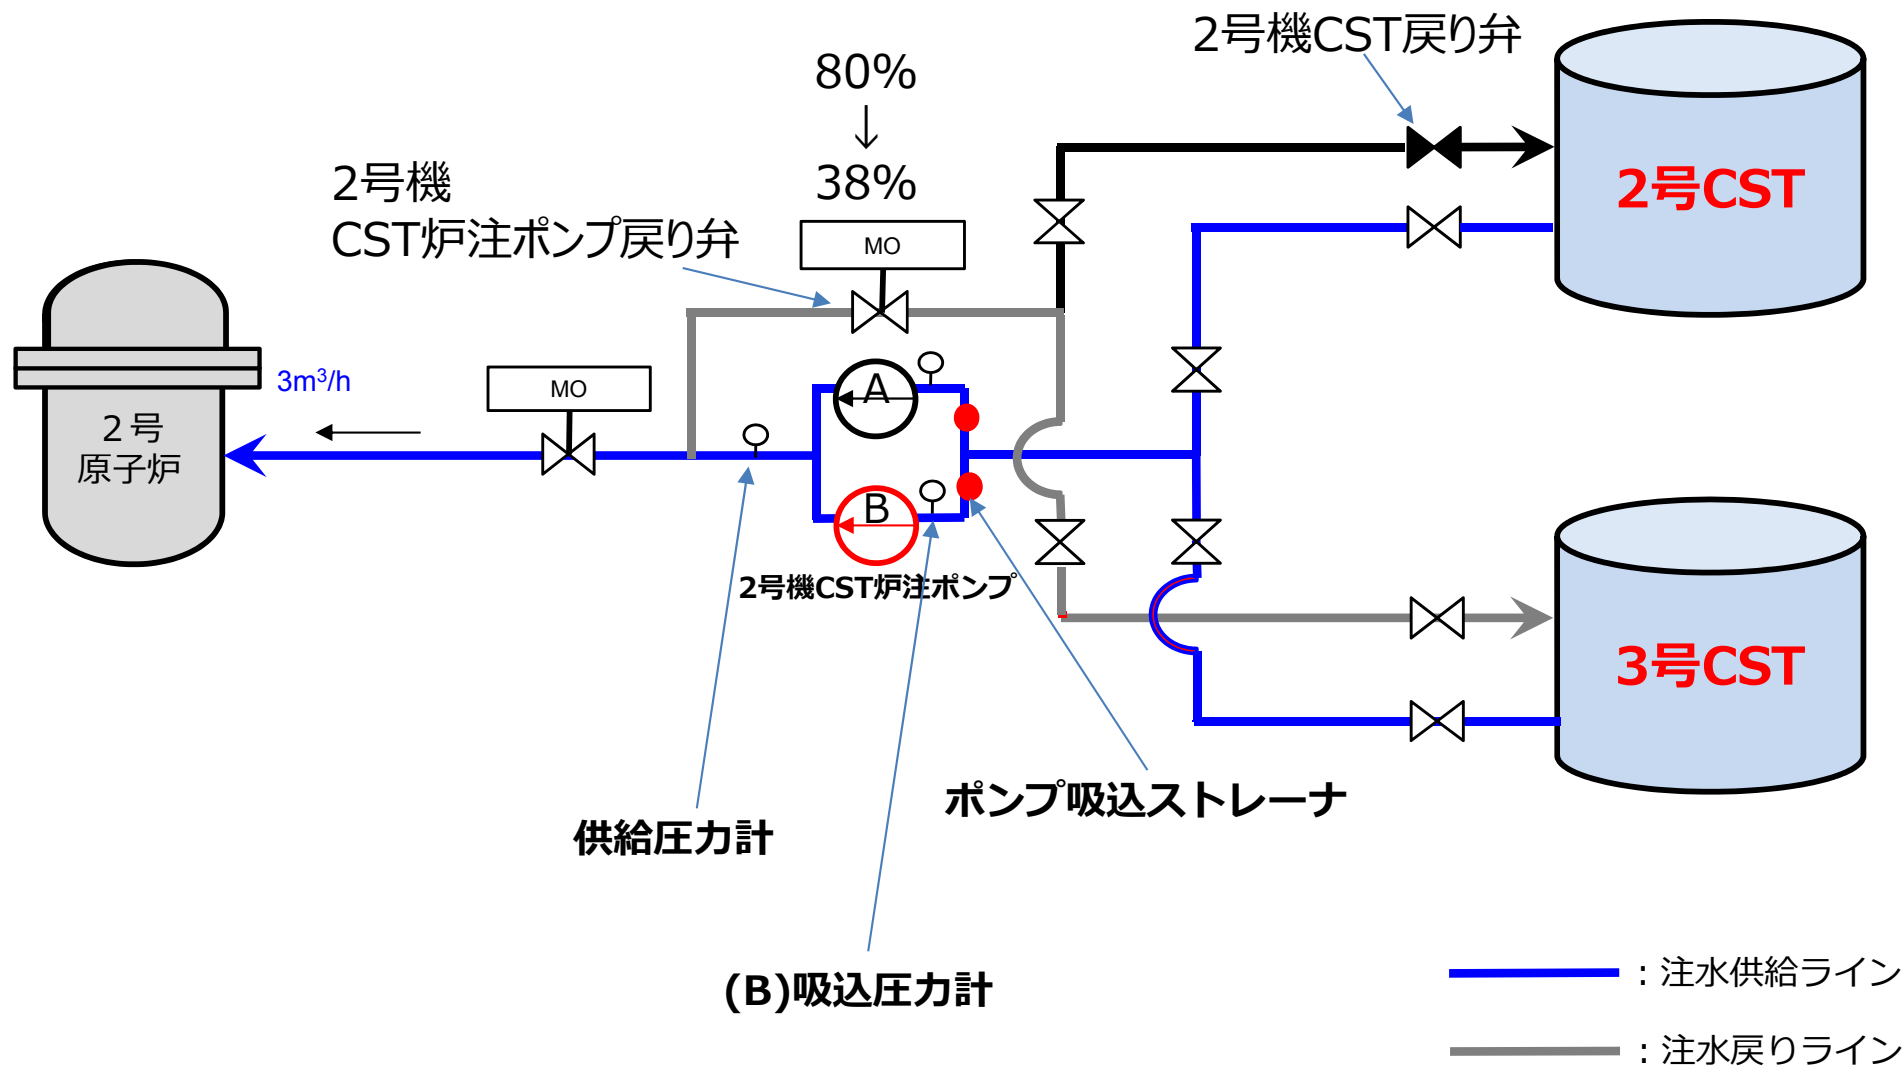 2号機CST戻り弁
80%
↓
38%
2号機
CST炉注ポンプ戻り弁
MO
2号CST
3m³/h
MO
A
2号
原子炉
B
2号機CST炉注ポンプ
3号CST
ポンプ吸込ストレーナ
供給圧力計
(B)吸込圧力計
:注水供給ライン
:注水戻りライン